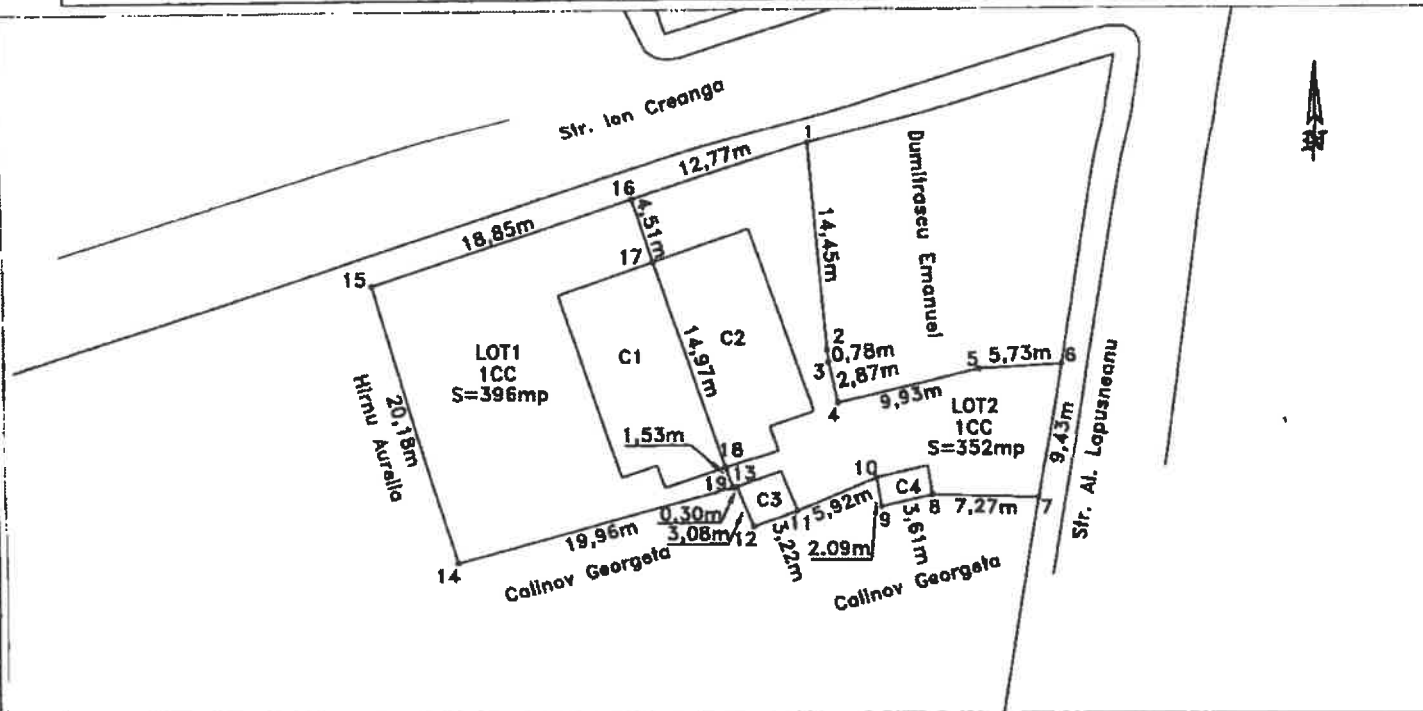 Str. Ion Creanga
1
12,77m
16
18,85m
4,51m
17
15
14,45m
Dumitrascu Emanuel
LOT1
1CC
S=396mp
C1
14,97m
C2
2
0,78m
3
2,87m
4
9,93m
5
5,73m
6
LOT2
1CC
S=352mp
9,43m
Str. Al. Lapusneanu
Hirnu Aurelia
20,18m
1,53m
18
13
19
C3
0.30m
3,08m
12
11
3,22m
5,92m
10
C4
2.09m
9
3,61m
8
7,27m
7
19,96m
14
Calinov Georgeta
Calinov Georgeta